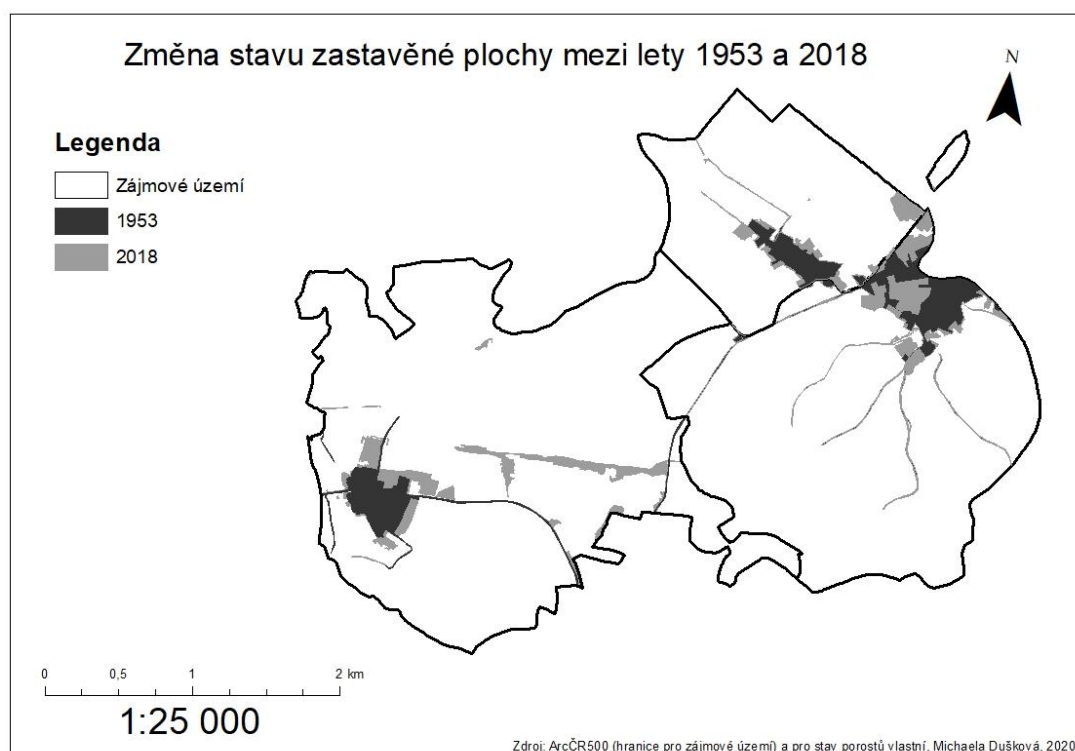 Změna stavu zastavěné plochy mezi lety 1953 a 2018
N
Legenda
Zájmové území
1953
2018
0 0,5 1 2 km
1:25 000
Zdroj: ArcČR500 (hranice pro zájmové území) a pro stav porostů vlastní. Michaela Dušková, 2020